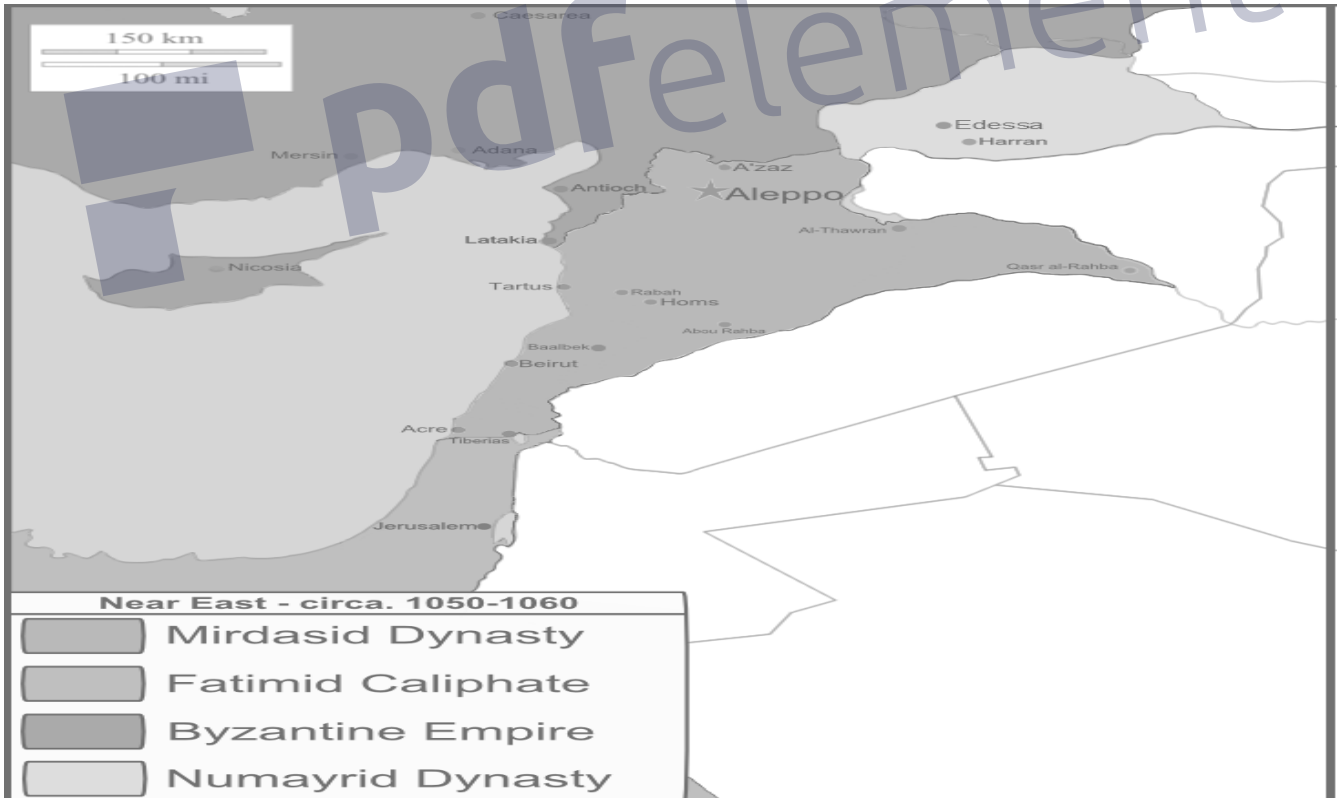 Caesarea
150 km
100 mi
pdfelement
Edessa
Harran
Mersin
Adana
A'zaz
Antioch
Aleppo
Al-Thawran
Latakia
Nicosia
Qasr al-Rahba
Tartus
Rabah
Homs
Abou Rahba
Baalbek
Beirut
Acre
Tiberias
Jerusalem
Near East - circa. 1050-1060
Mirdasid Dynasty
Fatimid Caliphate
Byzantine Empire
Numayrid Dynasty